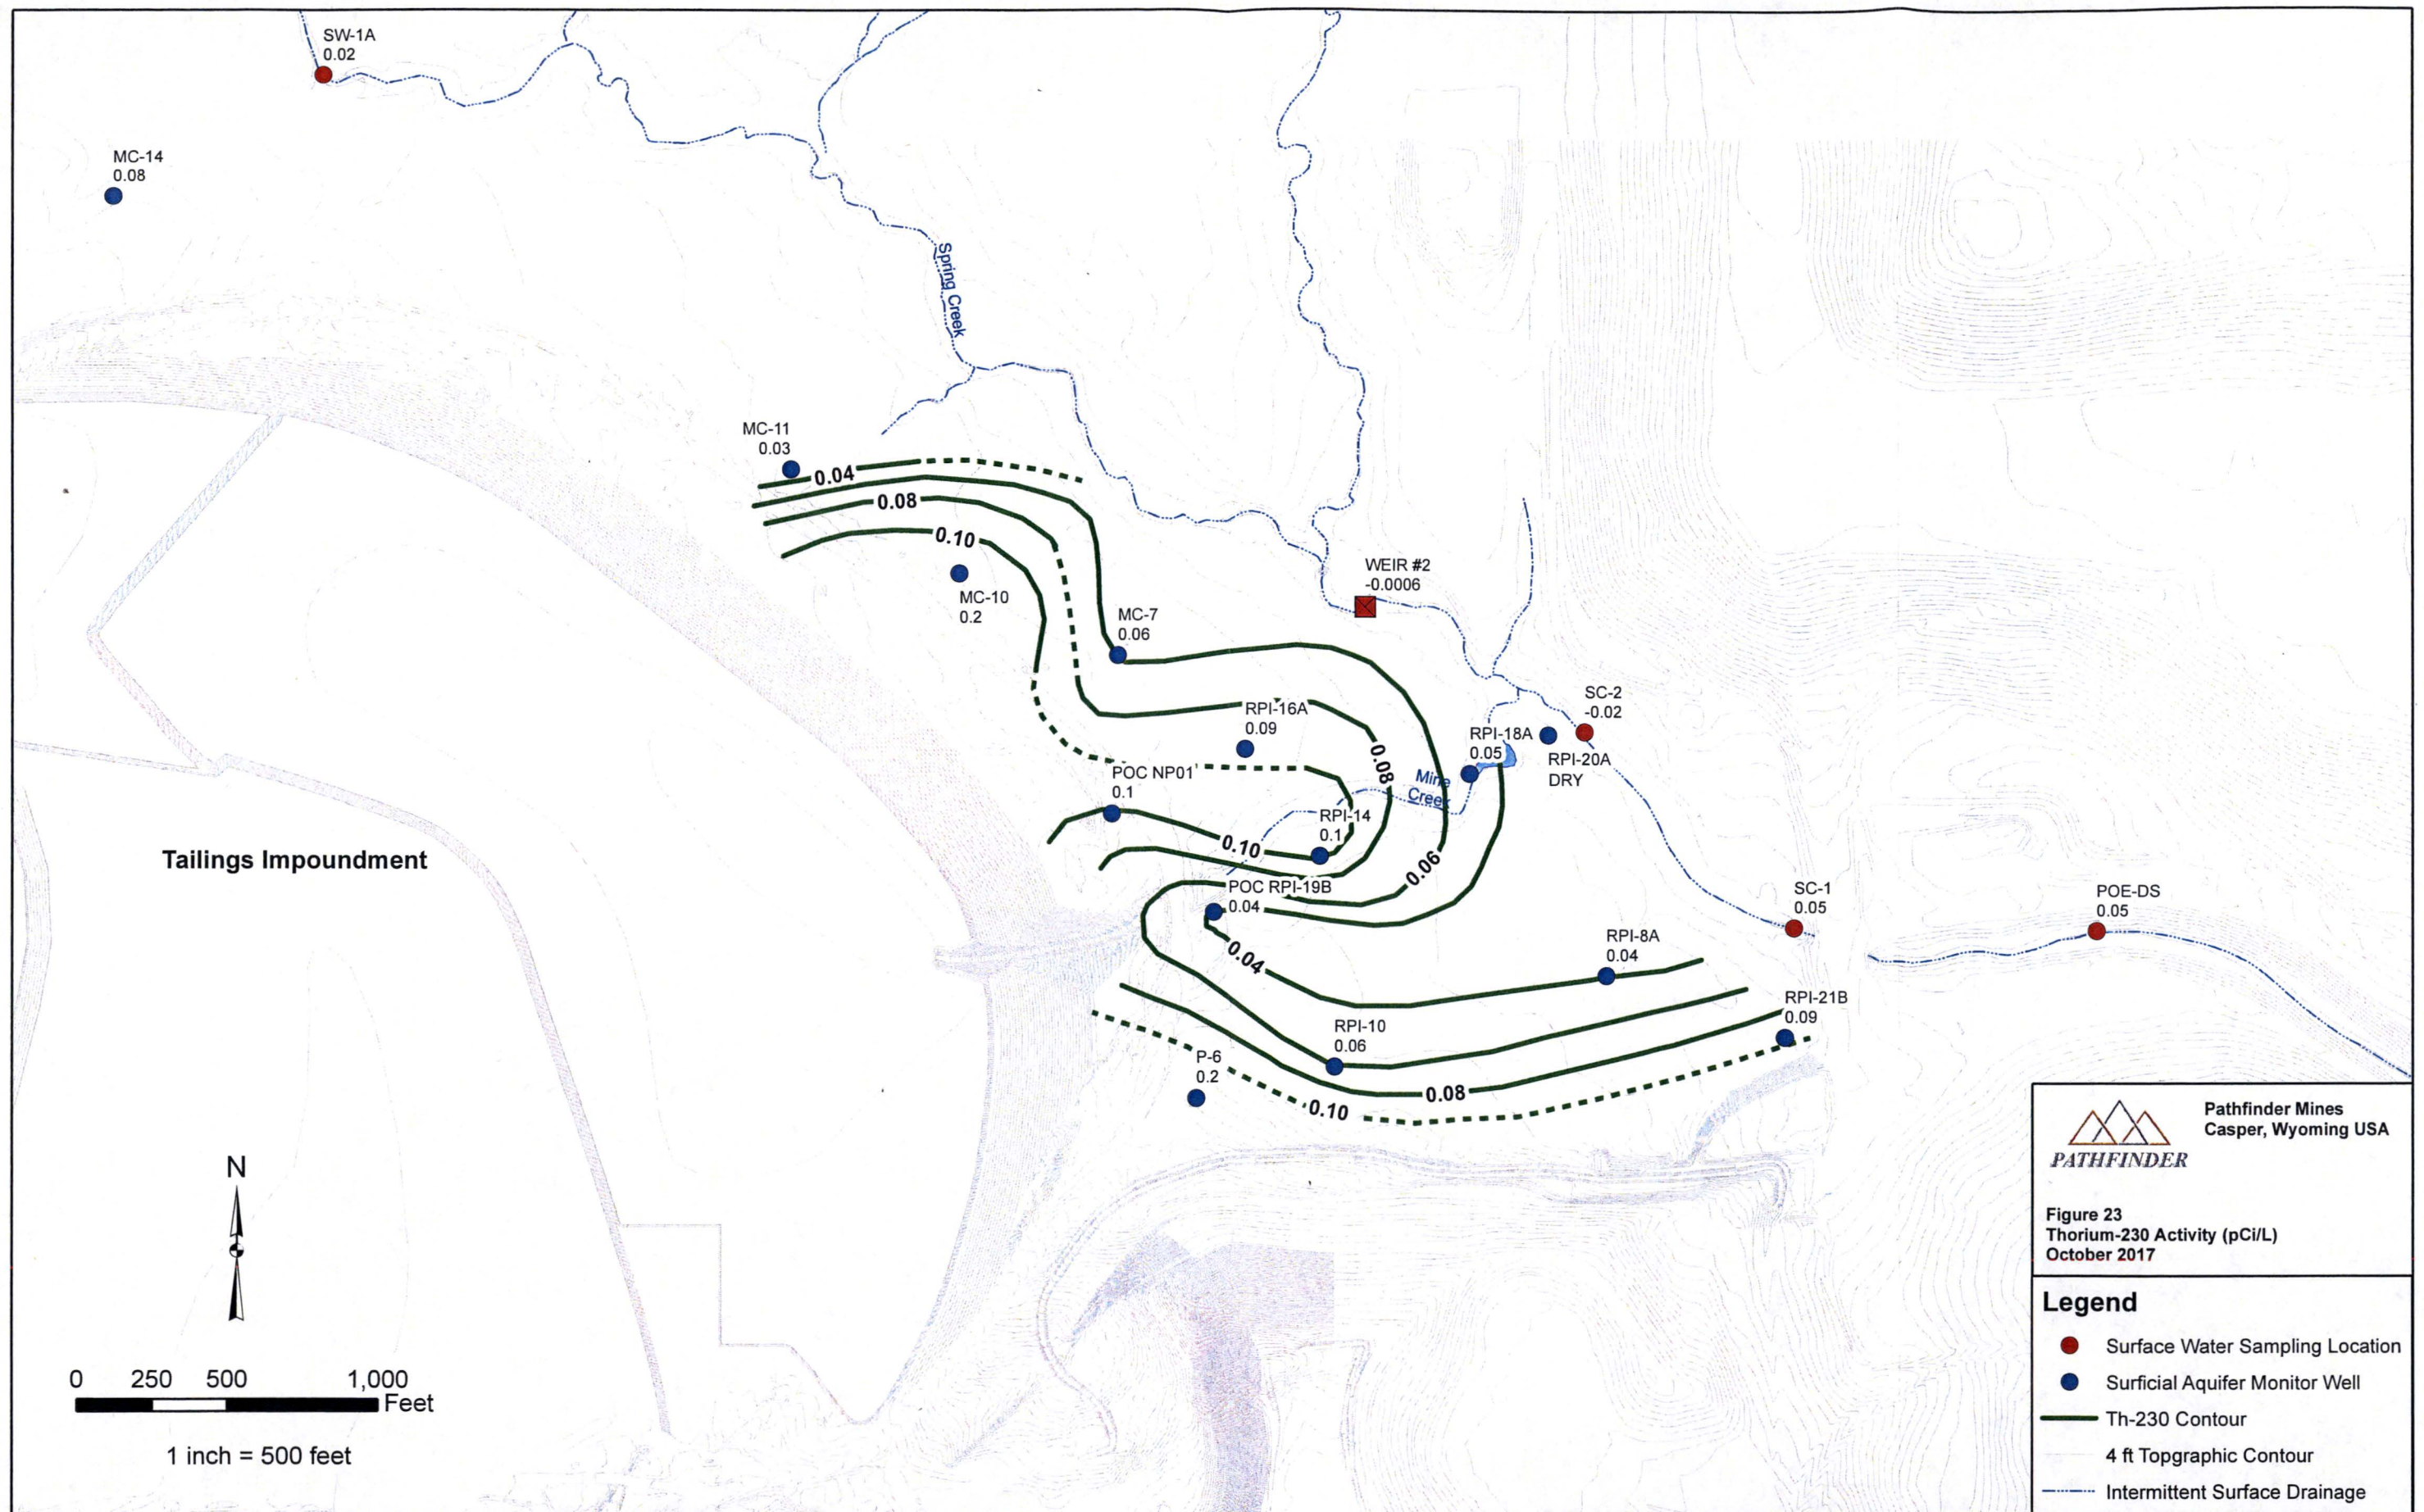 SW-1A
0.02
MC-14
0.08
Spring Creek
MC-11
0.03
0.04
0.08
0.10
MC-10
0.2
MC-7
0.06
WEIR #2
-0.0006
RPI-16A
0.09
SC-2
-0.02
RPI-18A
0.05
RPI-20A
DRY
0.08
Mine
Creek
POC NP01
0.1
RPI-14
0.1
0.10
0.06
POC RPI-19B
0.04
0.04
SC-1
0.05
POE-DS
0.05
RPI-8A
0.04
RPI-21B
0.09
RPI-10
0.06
P-6
0.2
0.08
0.10
Tailings Impoundment
N
0 250 500 1,000
Feet
1 inch = 500 feet
PATHFINDER
Pathfinder Mines
Casper, Wyoming USA
Figure 23
Thorium-230 Activity (pCi/L)
October 2017
Legend
Surface Water Sampling Location
Surficial Aquifer Monitor Well
Th-230 Contour
4 ft Topgraphic Contour
Intermittent Surface Drainage